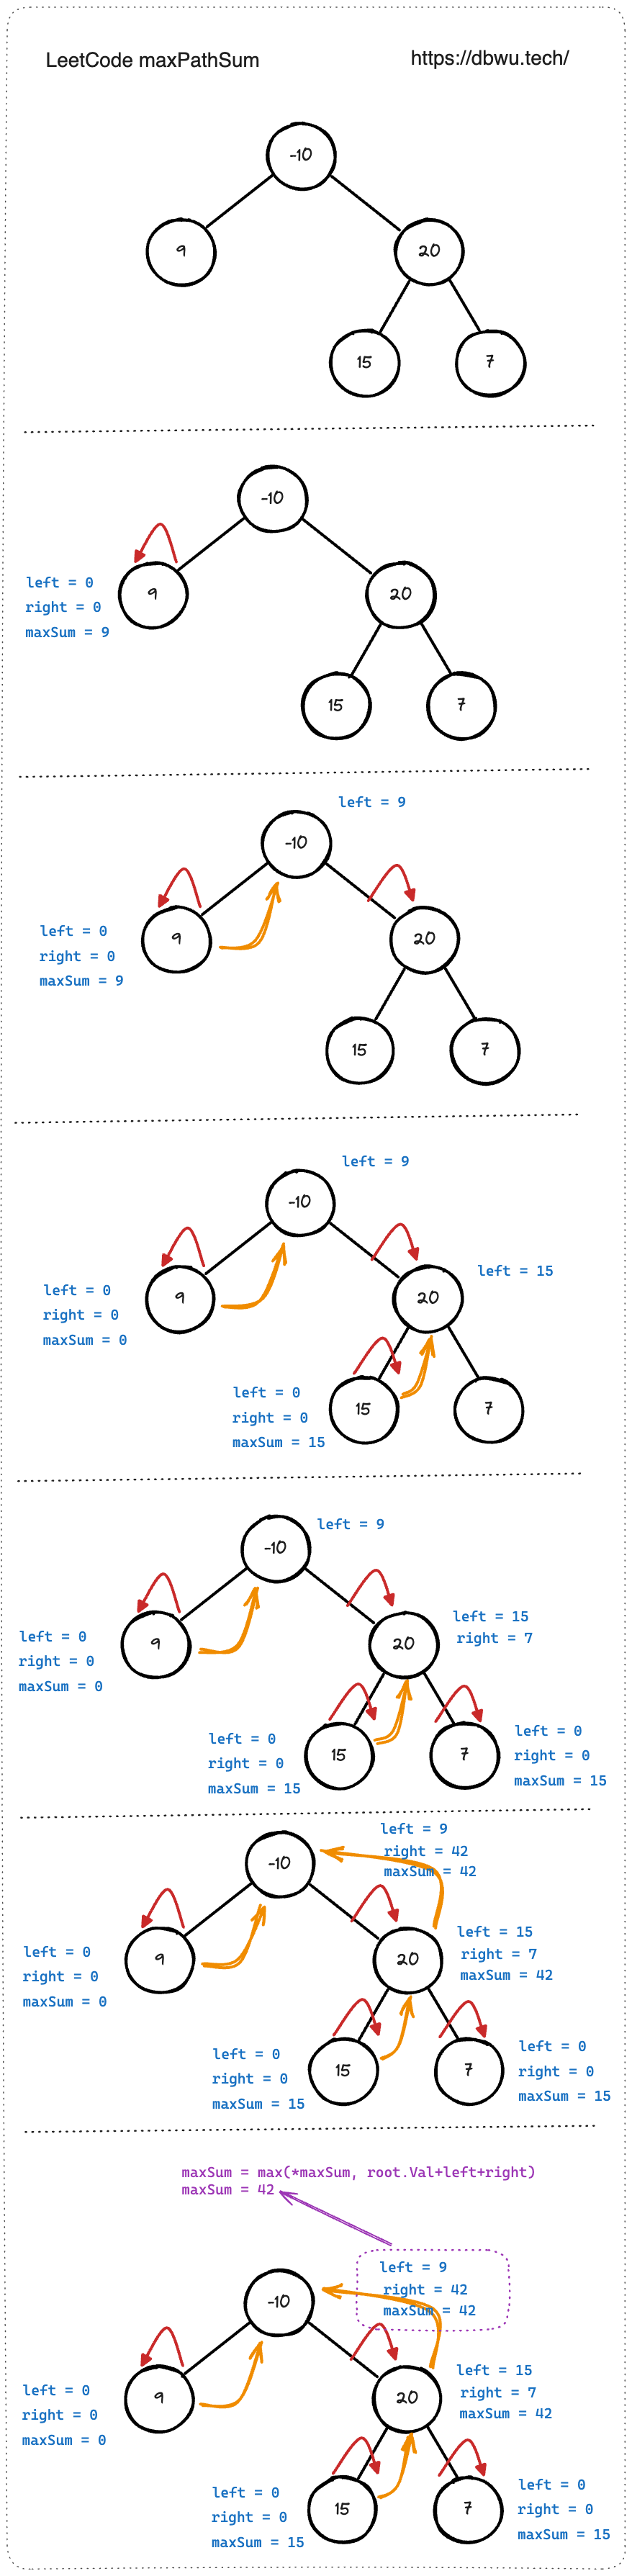 LeetCode maxPathSum
https://dbwu.tech/
-10
9
20
15
7
-10
left = 0
right = 0
maxSum = 9
9
20
15
7
left = 9
-10
left = 0
right = 0
maxSum = 9
9
20
15
7
left = 9
-10
left = 15
left = 0
right = 0
maxSum = 0
9
20
left = 0
right = 0
maxSum = 15
15
7
left = 9
-10
left = 15
right = 7
left = 0
right = 0
maxSum = 0
9
20
left = 0
right = 0
maxSum = 15
15
7
left = 0
right = 0
maxSum = 15
left = 9
right = 42
maxSum = 42
-10
left = 15
right = 7
maxSum = 42
left = 0
right = 0
maxSum = 0
9
20
left = 0
right = 0
maxSum = 15
15
7
left = 0
right = 0
maxSum = 15
maxSum = max(*maxSum, root.Val+left+right)
maxSum = 42
left = 9
right = 42
maxSum = 42
-10
left = 15
right = 7
maxSum = 42
left = 0
right = 0
maxSum = 0
9
20
left = 0
right = 0
maxSum = 15
15
7
left = 0
right = 0
maxSum = 15